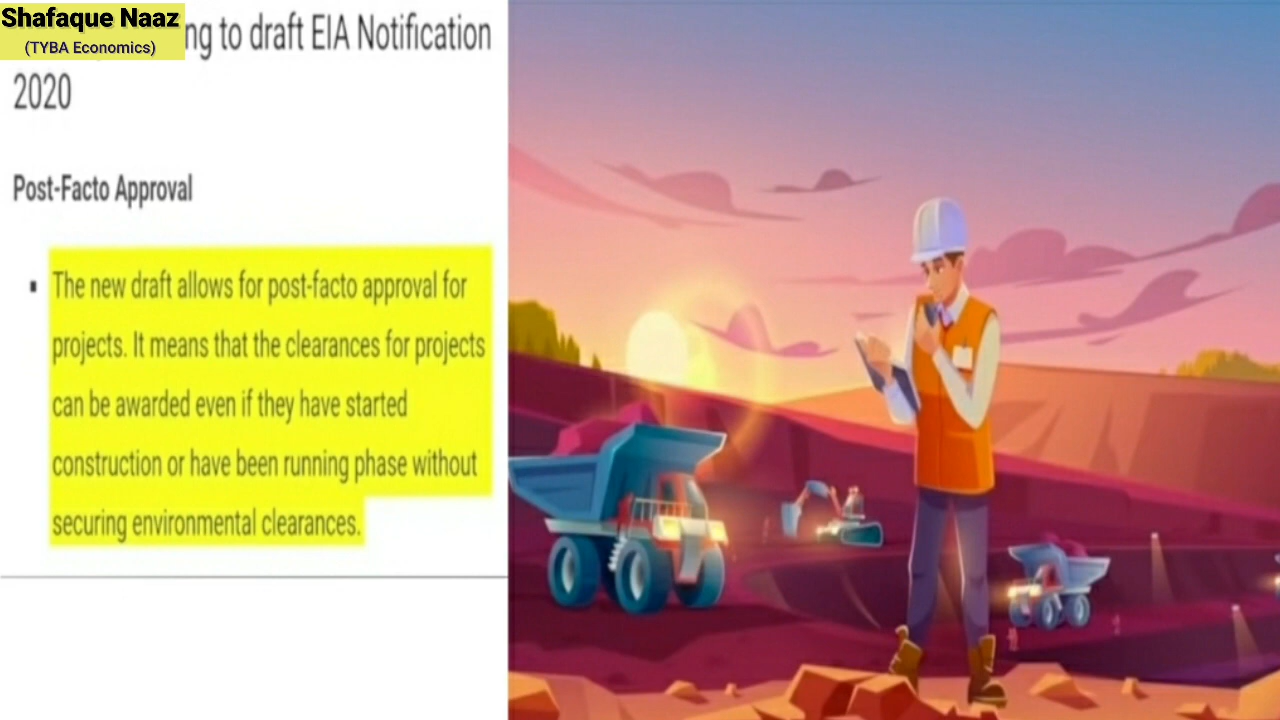 Shafaque Naaz
(TYBA Economics)
ng to draft EIA Notification
2020
Post-Facto Approval
▪ The new draft allows for post-facto approval for
projects. It means that the clearances for projects
can be awarded even if they have started
construction or have been running phase without
securing environmental clearances.